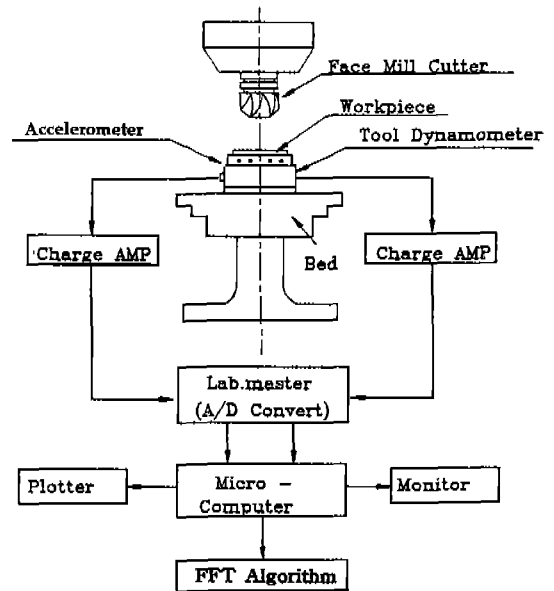 Face Mill Cutter
Workpiece
Accelerometer
Tool Dynamometer
Charge AMP
Bed
Charge AMP
Lab.master
(A/D Convert)
Plotter
Micro -
Computer
Monitor
FFT Algorithm